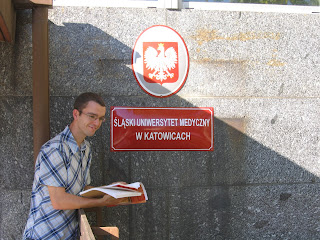 ŚLĄSKI UNIWERSYTET MEDYCZNY
W KATOWICACH